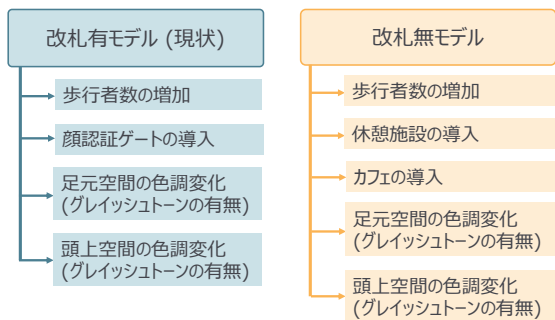 改札有モデル (現状)
歩行者数の増加
顔認証ゲートの導入
足元空間の色調変化
(グレイッシュトーンの有無)
頭上空間の色調変化
(グレイッシュトーンの有無)
改札無モデル
歩行者数の増加
休憩施設の導入
カフェの導入
足元空間の色調変化
(グレイッシュトーンの有無)
頭上空間の色調変化
(グレイッシュトーンの有無)